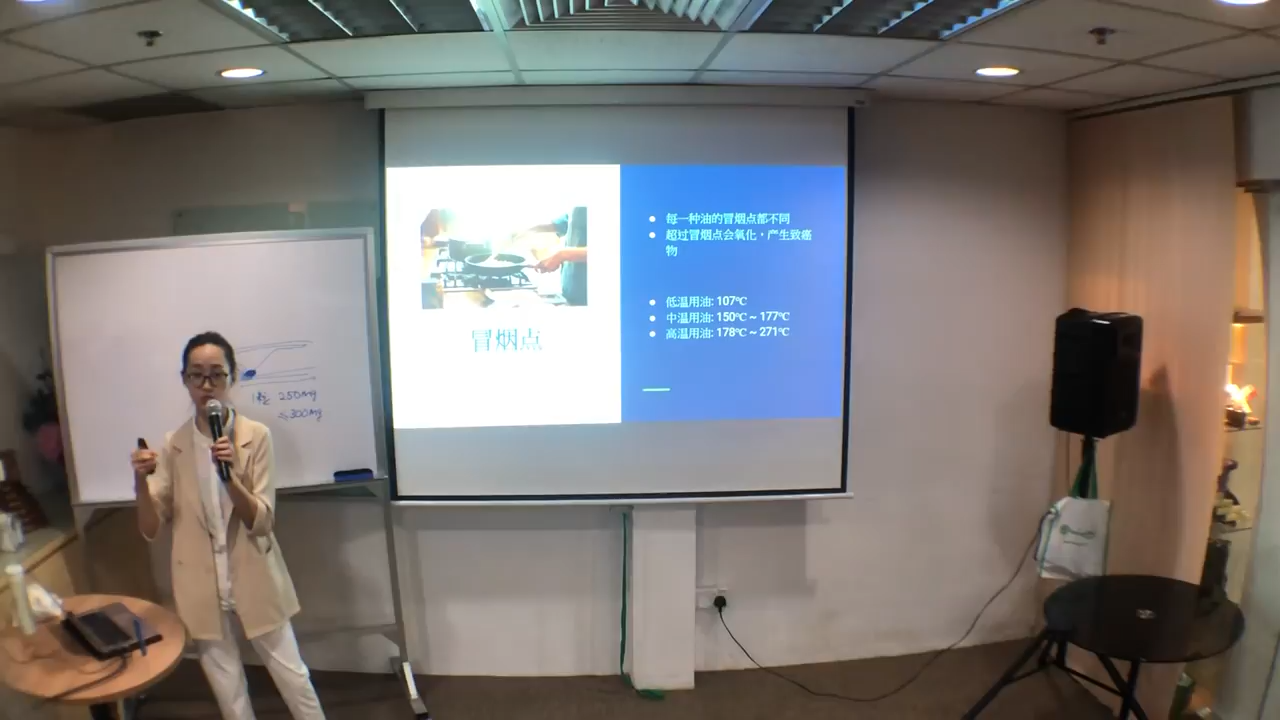 冒烟点
每一种油的冒烟点都不同
超过冒烟点会氧化，产生致癌
物
低温用油: 107℃
中温用油: 150℃ ~ 177℃
高温用油: 178℃ ~ 271℃
1粒 250mg
≤300mg